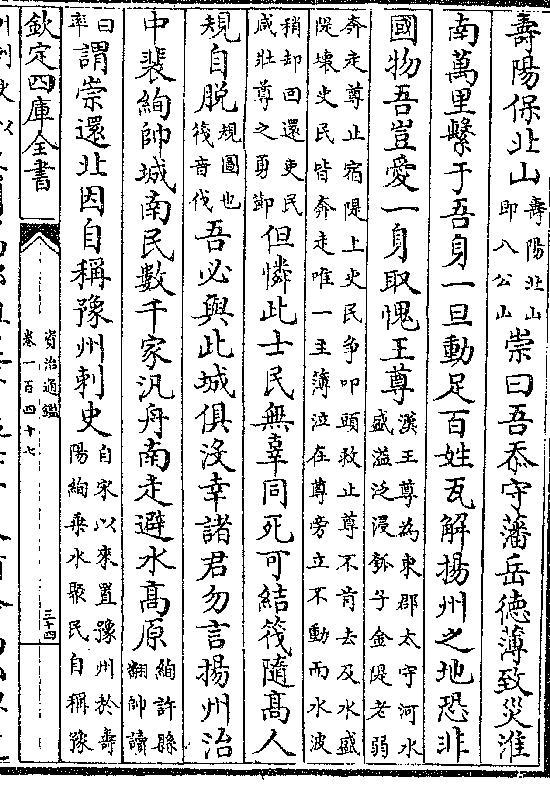 壽陽保北山壽陽北山即八公山崇曰吾忝守藩岳德薄致災淮
南萬里繫于吾身一旦動足百姓瓦解揚州之地恐非
國物吾豈愛一身取愧王尊漢王尊為東郡太守河水盛溢泛浸瓠子金隄老弱
奔走尊止宿隄上吏民争叩頭救止尊不肯去及水盛隄壊吏民皆奔走唯一主簿泣在尊旁立不動而水波
稍却囘還吏民咸壯尊之勇節但憐此士民無辜同死可結筏隨髙人
規自脱規圖也筏音伐吾必與此城俱沒幸諸君勿言揚州治
中裴絢帥城南民數千家汎舟南走避水髙原絢許縣翻帥讀
曰率謂崇還北因自稱豫州刺史自宋以來置豫州於壽陽絢乗水聚民自稱豫
欽定四庫全書
資治通鑑
卷一百四十七
三十四